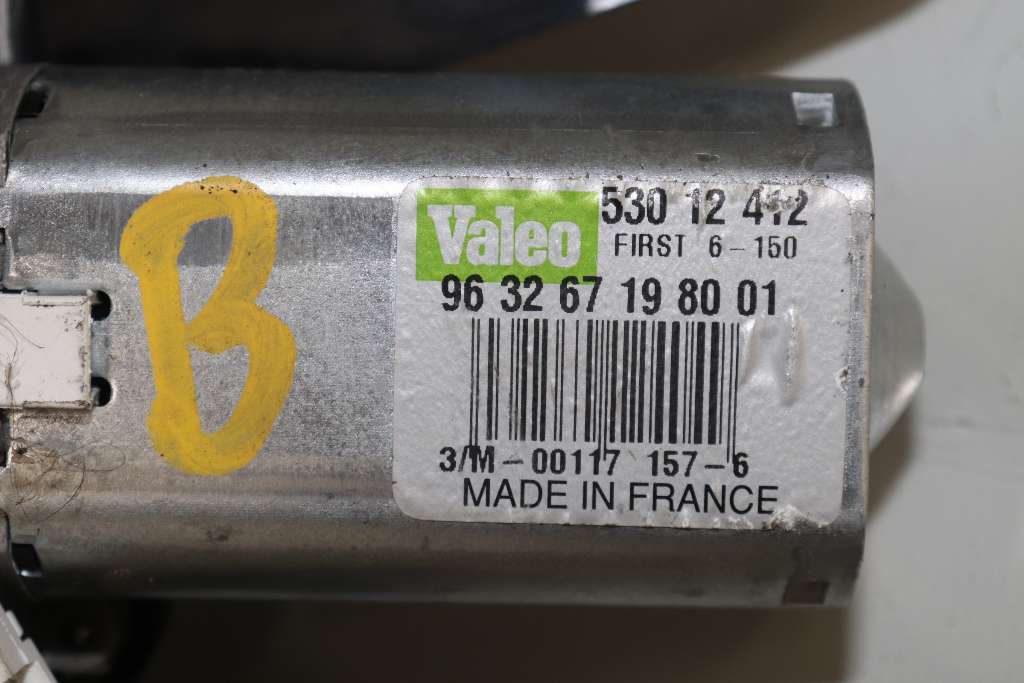 B
Valeo
530 12 412
FIRST 6-150
96 32 67 19 80 01
3/M-00117 157-6
MADE IN FRANCE